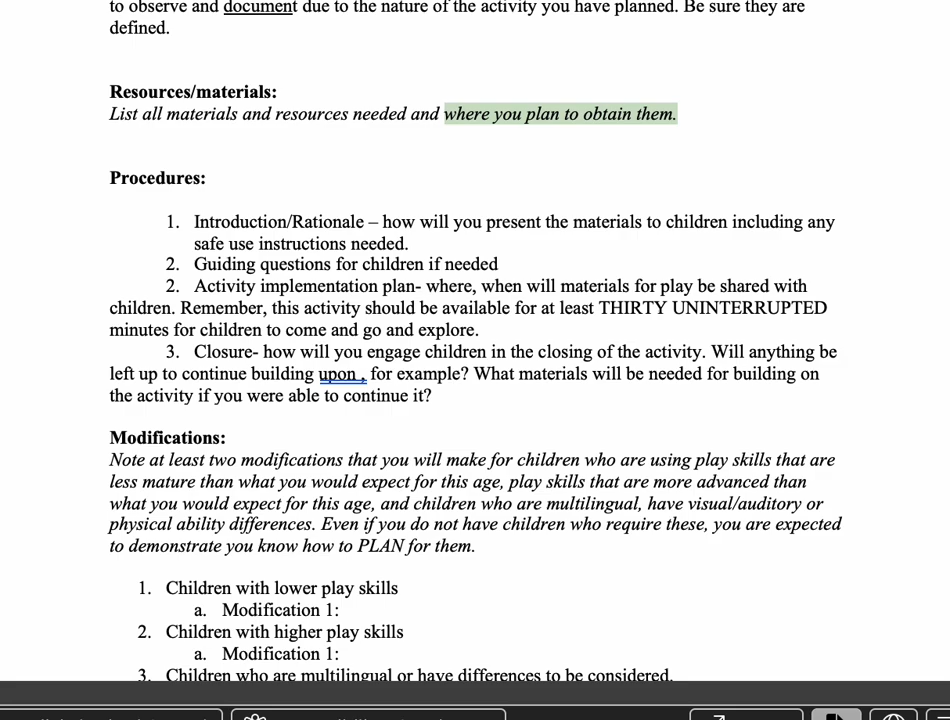 to observe and document due to the nature of the activity you have planned. Be sure they are
defined.
Resources/materials:
List all materials and resources needed and where you plan to obtain them.
Procedures:
1. Introduction/Rationale – how will you present the materials to children including any
safe use instructions needed.
2. Guiding questions for children if needed
2. Activity implementation plan- where, when will materials for play be shared with
children. Remember, this activity should be available for at least THIRTY UNINTERRUPTED
minutes for children to come and go and explore.
3. Closure- how will you engage children in the closing of the activity. Will anything be
left up to continue building upon , for example? What materials will be needed for building on
the activity if you were able to continue it?
Modifications:
Note at least two modifications that you will make for children who are using play skills that are
less mature than what you would expect for this age, play skills that are more advanced than
what you would expect for this age, and children who are multilingual, have visual/auditory or
physical ability differences. Even if you do not have children who require these, you are expected
to demonstrate you know how to PLAN for them.
1. Children with lower play skills
a. Modification 1:
2. Children with higher play skills
a. Modification 1:
3. Children who are multilingual or have differences to be considered.